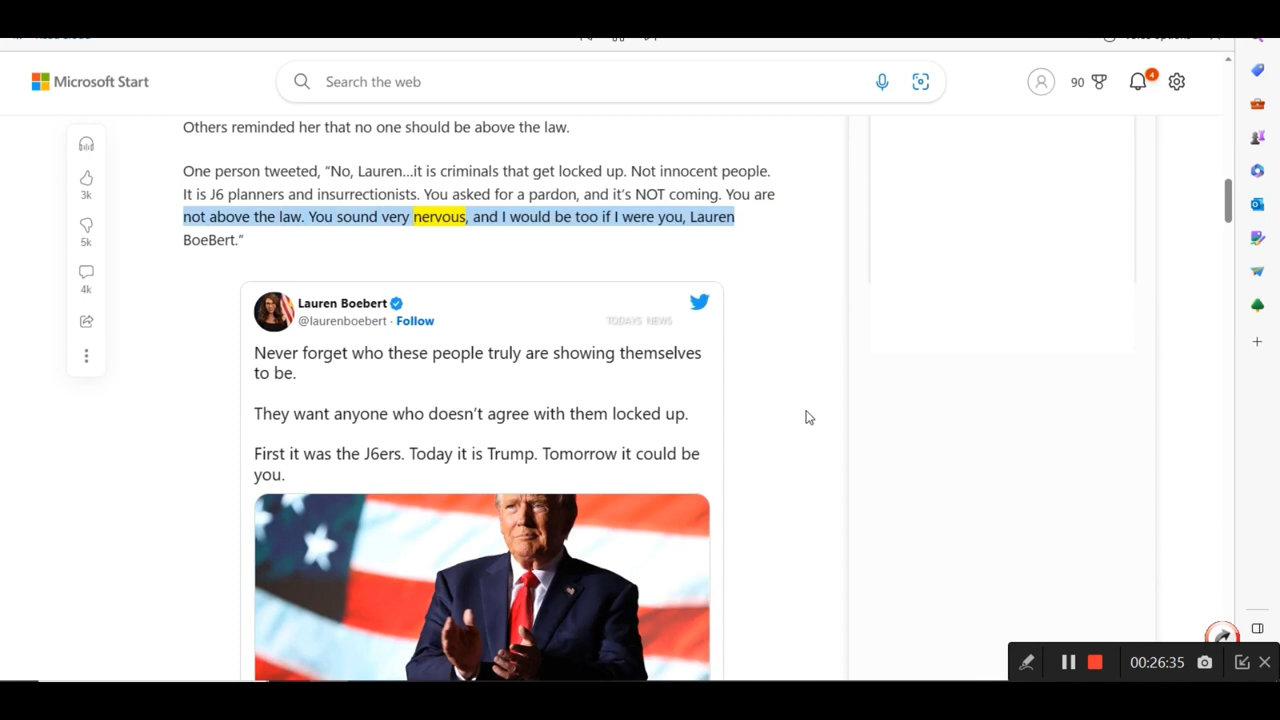 Microsoft Start
Search the web
90
4
Others reminded her that no one should be above the law.
One person tweeted, “No, Lauren...it is criminals that get locked up. Not innocent people.
It is J6 planners and insurrectionists. You asked for a pardon, and it’s NOT coming. You are
not above the law. You sound very nervous, and I would be too if I were you, Lauren
BoeBert.”
3k
5k
4k
Lauren Boebert
@laurenboebert · Follow
TODAYS NEWS
Never forget who these people truly are showing themselves
to be.
They want anyone who doesn’t agree with them locked up.
First it was the J6ers. Today it is Trump. Tomorrow it could be
you.
00:26:35